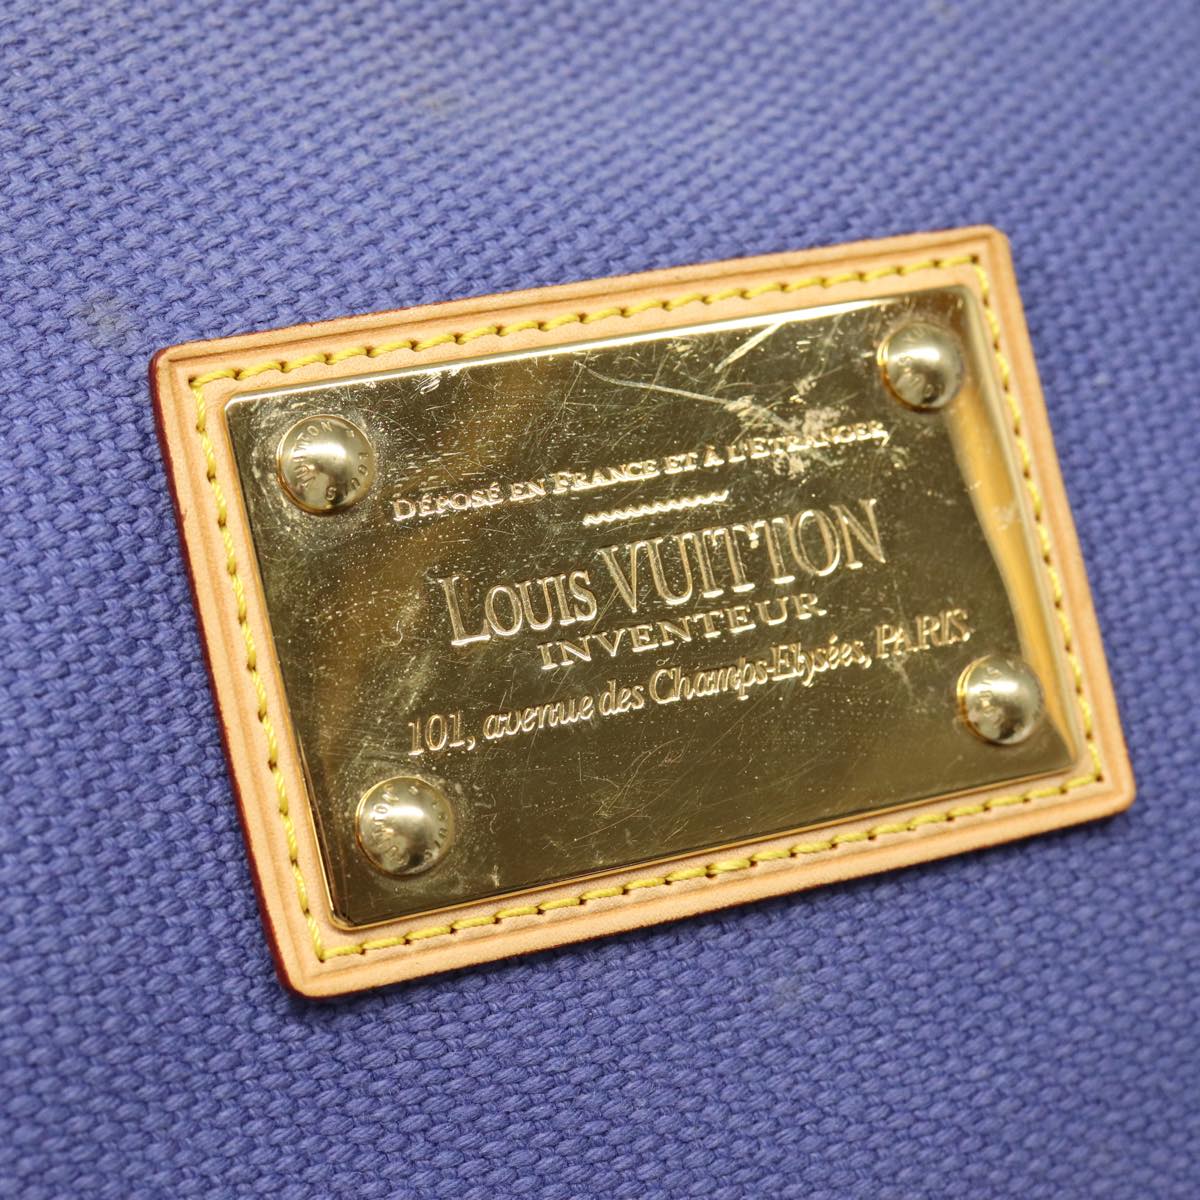 DÉPOSÉ EN FRANCE ET À L'ÉTRANGER
LOUIS VUITTON
INVENTEUR
101, avenue des Champs-Elysées, PARIS